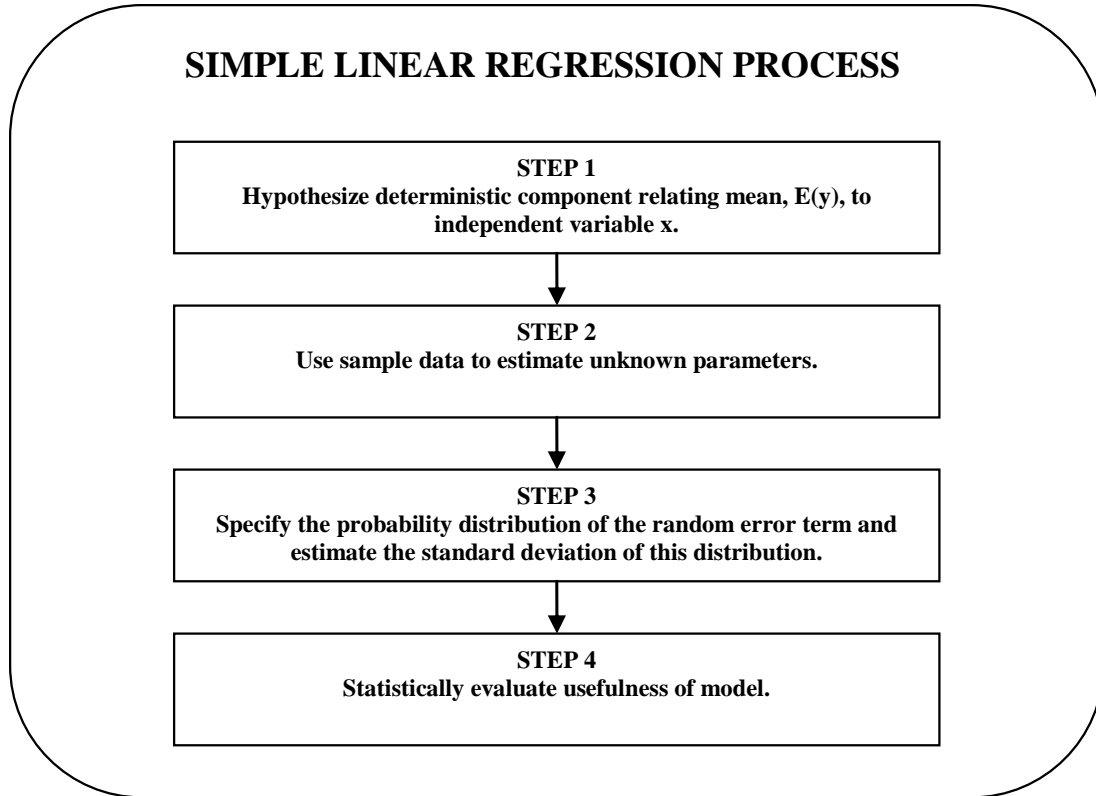 SIMPLE LINEAR REGRESSION PROCESS
STEP 1
Hypothesize deterministic component relating mean, E(y), to
independent variable x.
STEP 2
Use sample data to estimate unknown parameters.
STEP 3
Specify the probability distribution of the random error term and
estimate the standard deviation of this distribution.
STEP 4
Statistically evaluate usefulness of model.